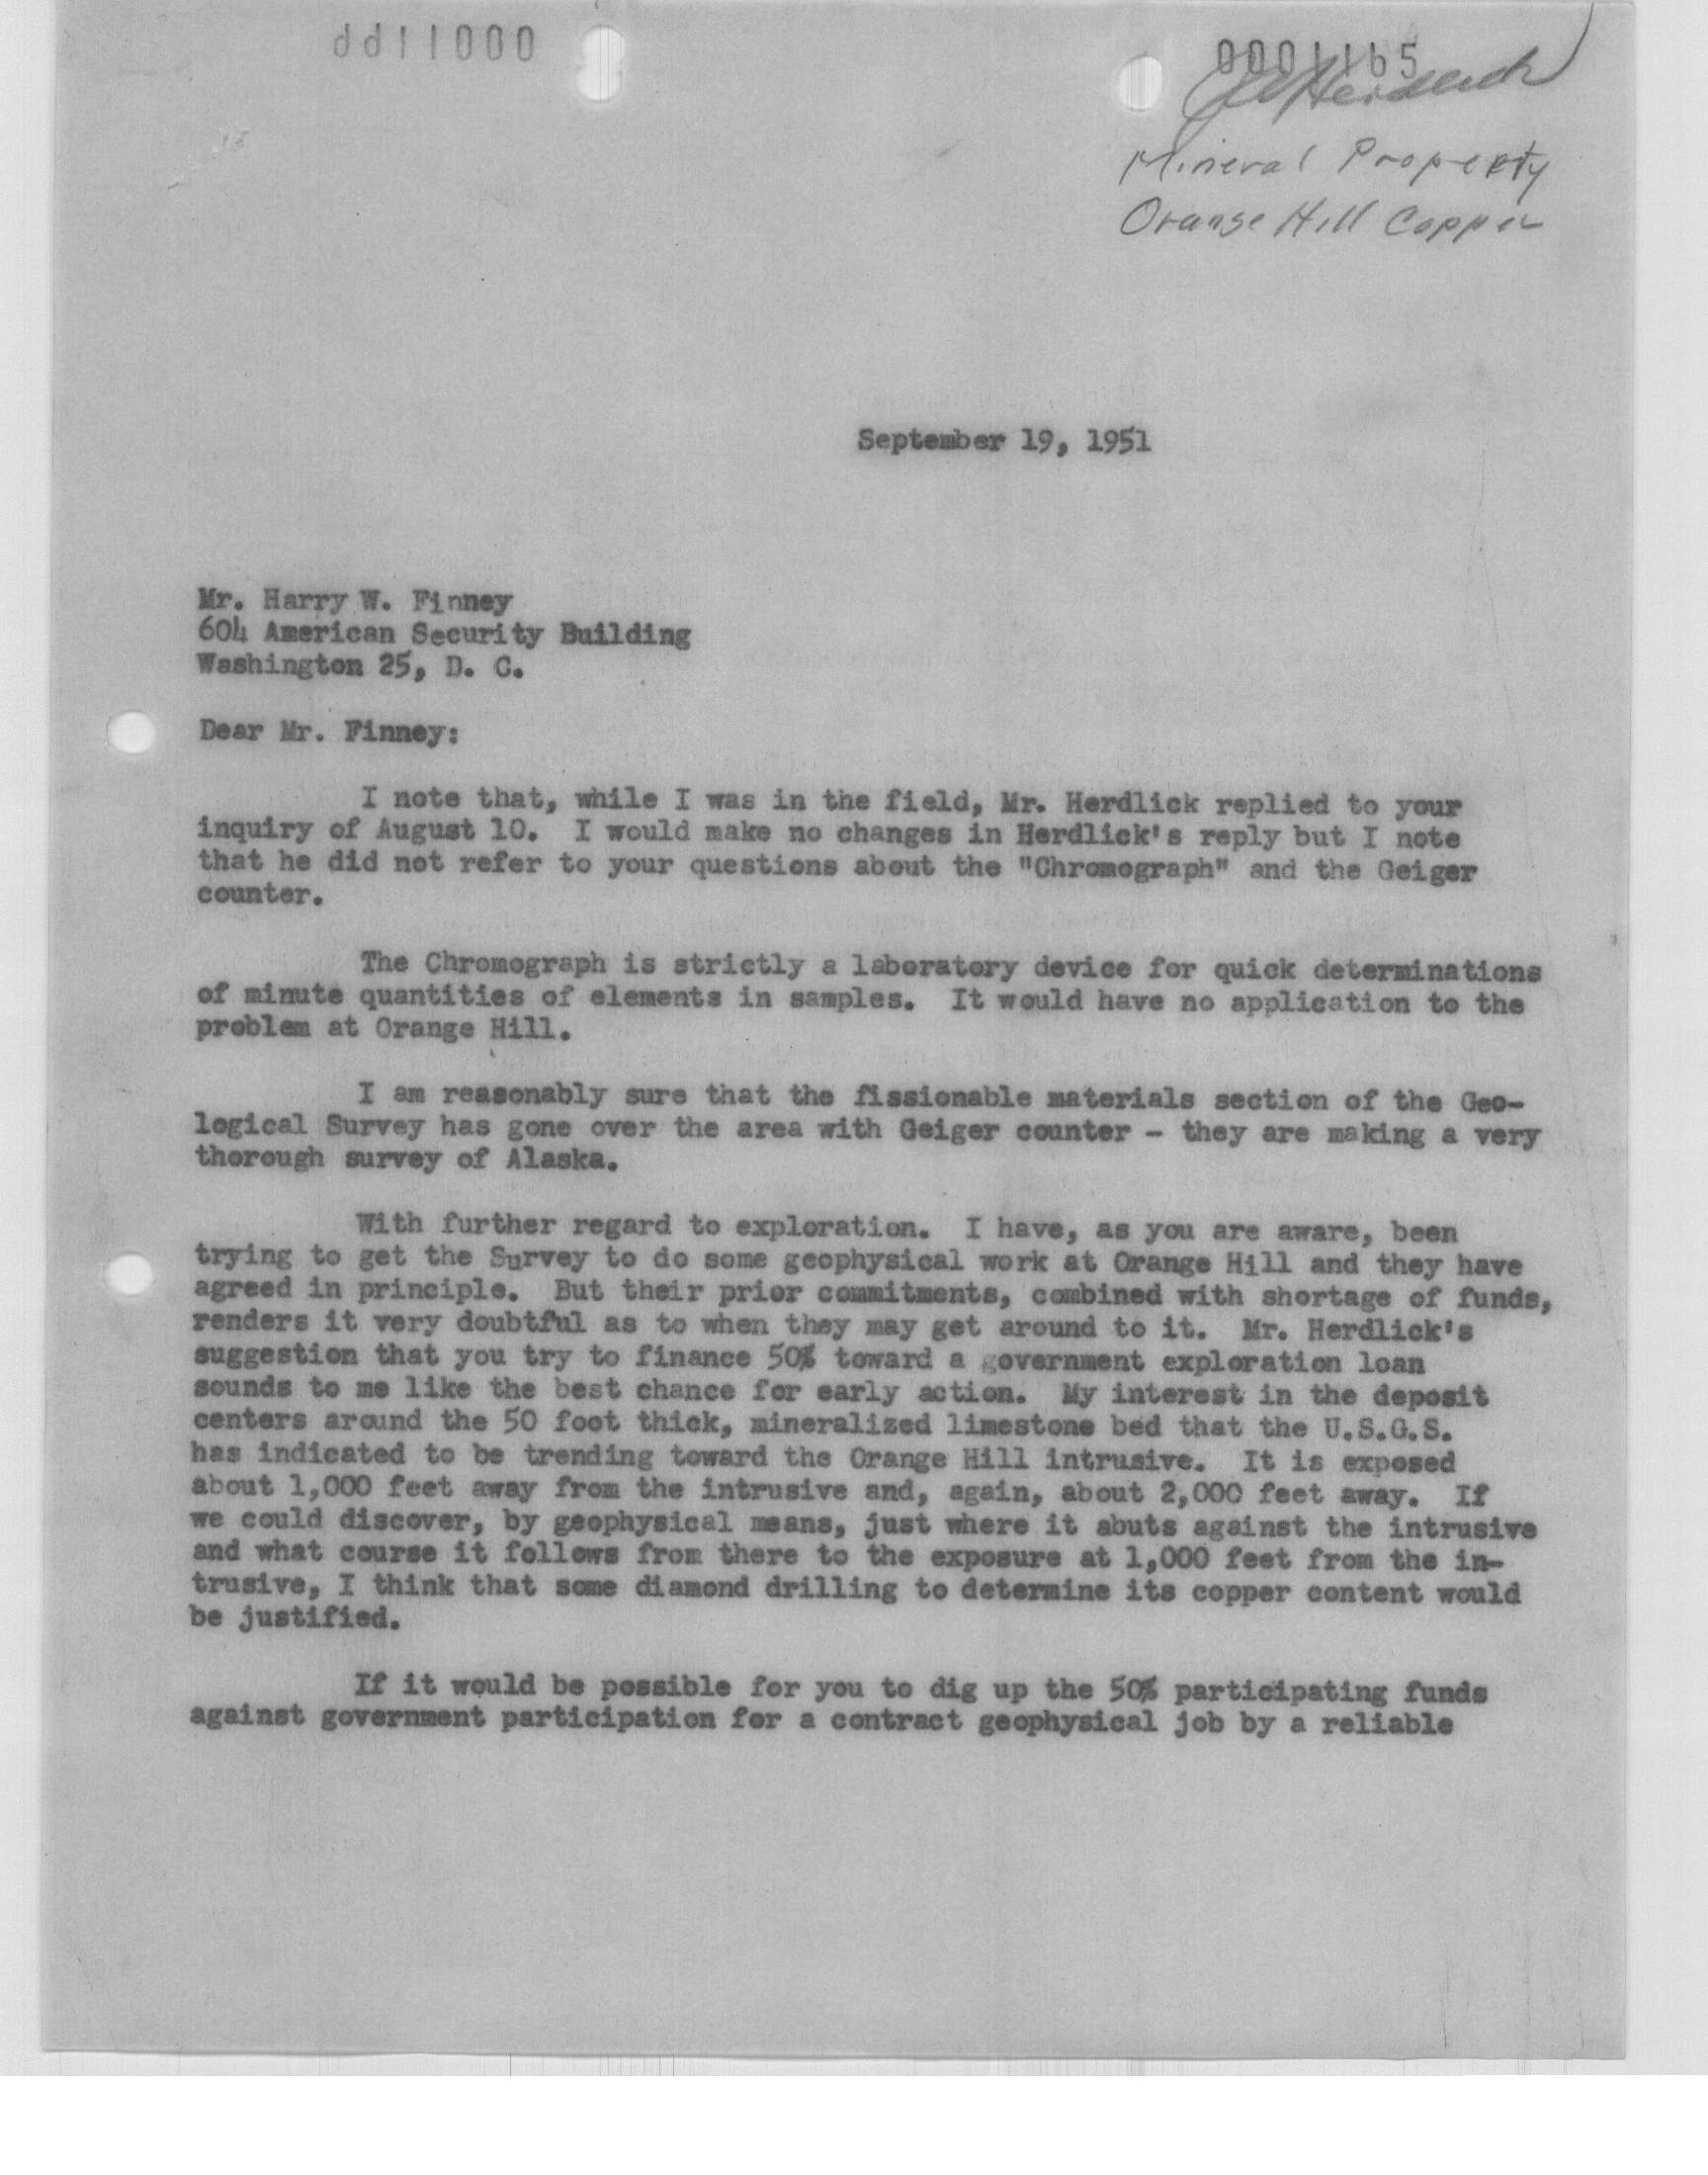 0001165
Mineral Property
Orange Hill Copper
September 19, 1951
Mr. Harry W. Finney
604 American Security Building
Washington 25, D. C.
Dear Mr. Finney:
I note that, while I was in the field, Mr. Herdlick replied to your
inquiry of August 10. I would make no changes in Herdlick's reply but I note
that he did not refer to your questions about the "Chromograph" and the Geiger
counter.
The Chromograph is strictly a laboratory device for quick determinations
of minute quantities of elements in samples. It would have no application to the
problem at Orange Hill.
I am reasonably sure that the fissionable materials section of the Geo-
logical Survey has gone over the area with Geiger counter - they are making a very
thorough survey of Alaska.
With further regard to exploration. I have, as you are aware, been
trying to get the Survey to do some geophysical work at Orange Hill and they have
agreed in principle. But their prior commitments, combined with shortage of funds,
renders it very doubtful as to when they may get around to it. Mr. Herdlick's
suggestion that you try to finance 50% toward a government exploration loan
sounds to me like the best chance for early action. My interest in the deposit
centers around the 50 foot thick, mineralized limestone bed that the U.S.G.S.
has indicated to be trending toward the Orange Hill intrusive. It is exposed
about 1,000 feet away from the intrusive and, again, about 2,000 feet away. If
we could discover, by geophysical means, just where it abuts against the intrusive
and what course it follows from there to the exposure at 1,000 feet from the in-
trusive, I think that some diamond drilling to determine its copper content would
be justified.
If it would be possible for you to dig up the 50% participating funds
against government participation for a contract geophysical job by a reliable